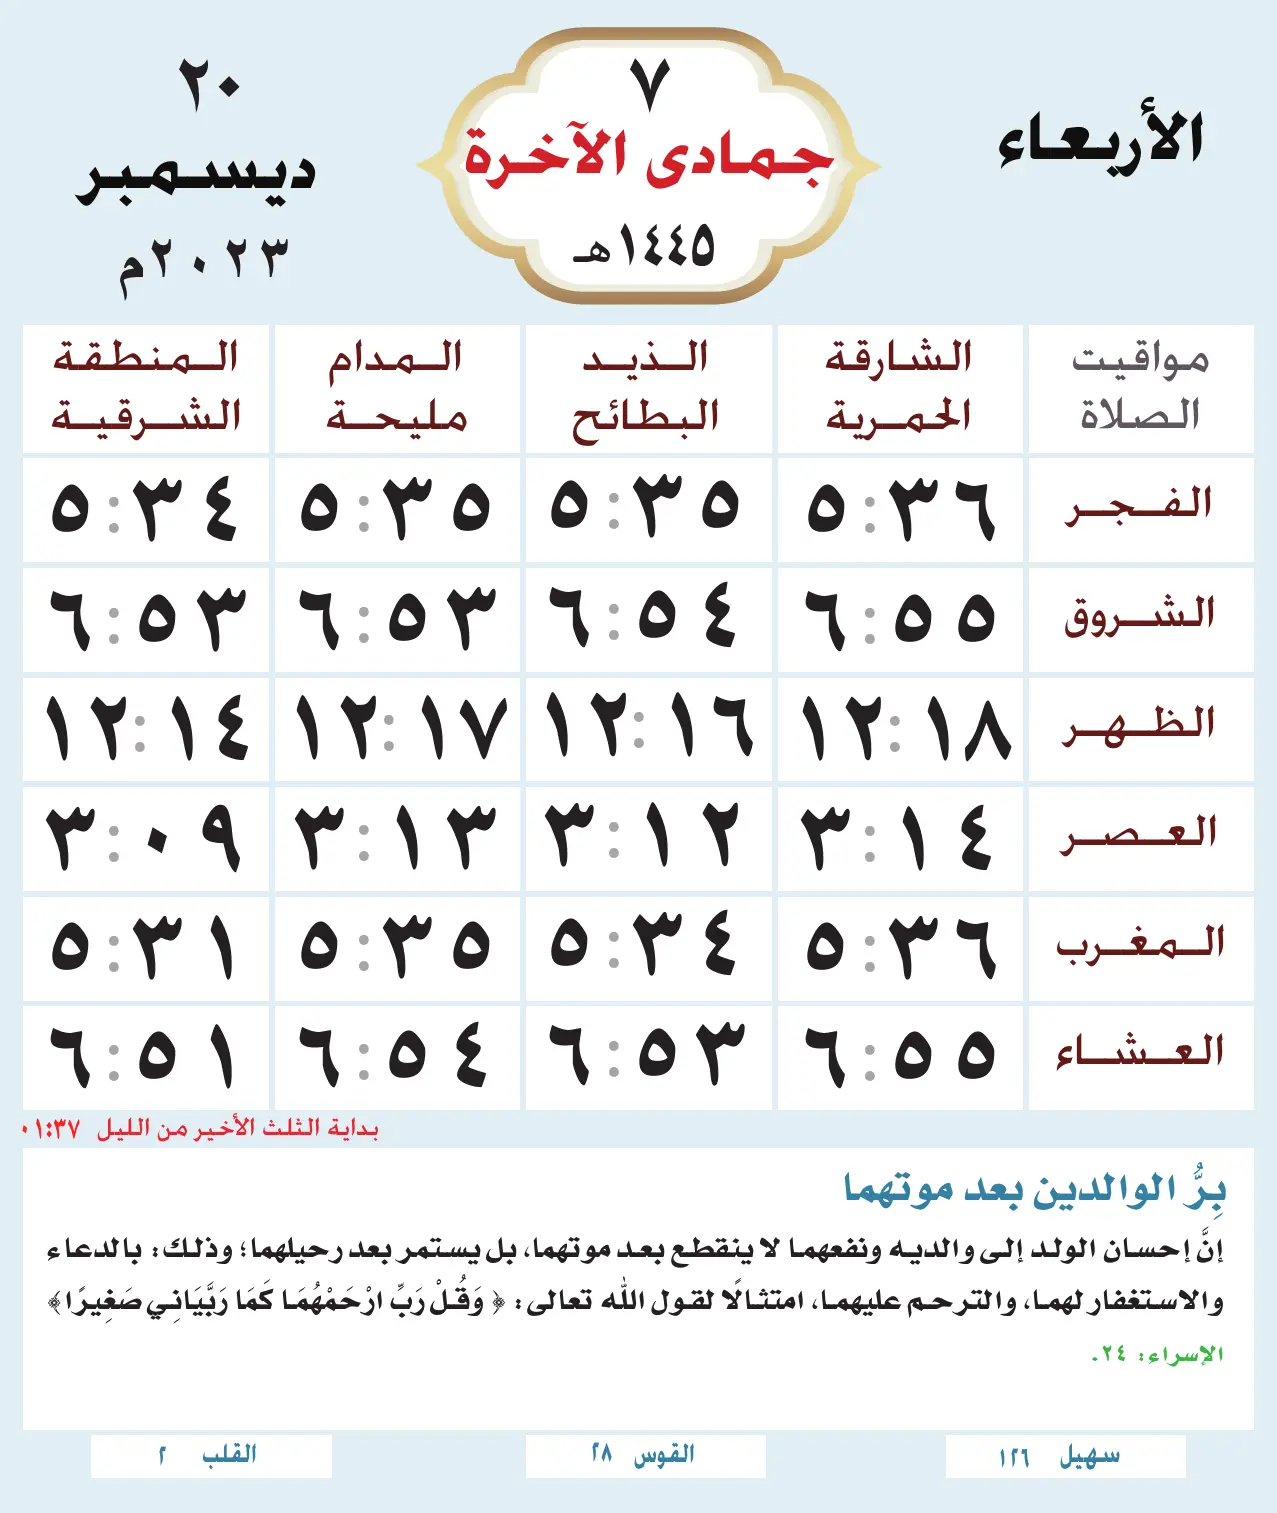 الأربعاء
٧
جمادى الآخرة
١٤٤٥هـ
٢٠
ديسمبر
٢٠٢٣م
مواقيت الصلاة
الشارقة الحمرية
الذيد البطائح
المدام مليحة
المنطقة الشرقية
الفجر ٥:٣٦ ٥:٣٥ ٥:٣٥ ٥:٣٤
الشروق ٦:٥٥ ٦:٥٤ ٦:٥٣ ٦:٥٣
الظهر ١٢:١٨ ١٢:١٦ ١٢:١٧ ١٢:١٤
العصر ٣:١٤ ٣:١٢ ٣:١٣ ٣:٠٩
المغرب ٥:٣٦ ٥:٣٤ ٥:٣٥ ٥:٣١
العشاء ٦:٥٥ ٦:٥٣ ٦:٥٤ ٦:٥١
بداية الثلث الأخير من الليل ٠١:٣٧
بِرُّ الوالدين بعد موتهما
إنَّ إحسان الولد إلى والديه ونفعهما لا ينقطع بعد موتهما، بل يستمر بعد رحيلهما؛ وذلك: بالدعاء
والاستغفار لهما، والترحم عليهما، امتثالًا لقول الله تعالى: ﴿ وَقُلْ رَبِّ ارْحَمْهُمَا كَمَا رَبَّيَانِي صَغِيرًا﴾
الإسراء: ٢٤.
سهيل ١٢٦
القوس ٢٨
القلب ٢